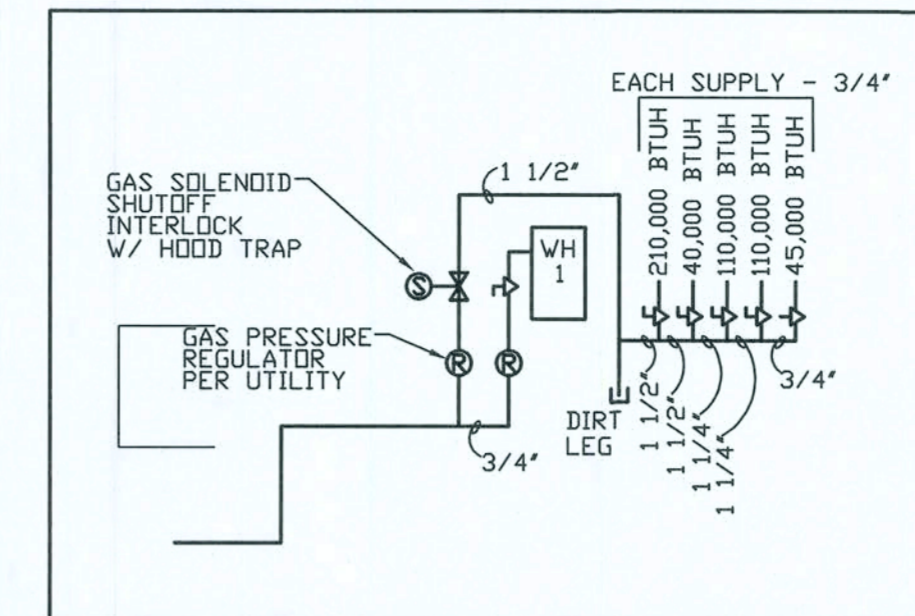 EACH SUPPLY - 3/4"
210,000 BTUH
40,000 BTUH
110,000 BTUH
110,000 BTUH
45,000 BTUH
1 1/2"
GAS SOLENOID
SHUTOFF
INTERLOCK
W/ HOOD TRAP
WH
1
S
GAS PRESSURE
REGULATOR
PER UTILITY
R
R
3/4"
DIRT
LEG
1 1/2"
1 1/2"
1 1/4"
1 1/4"
3/4"